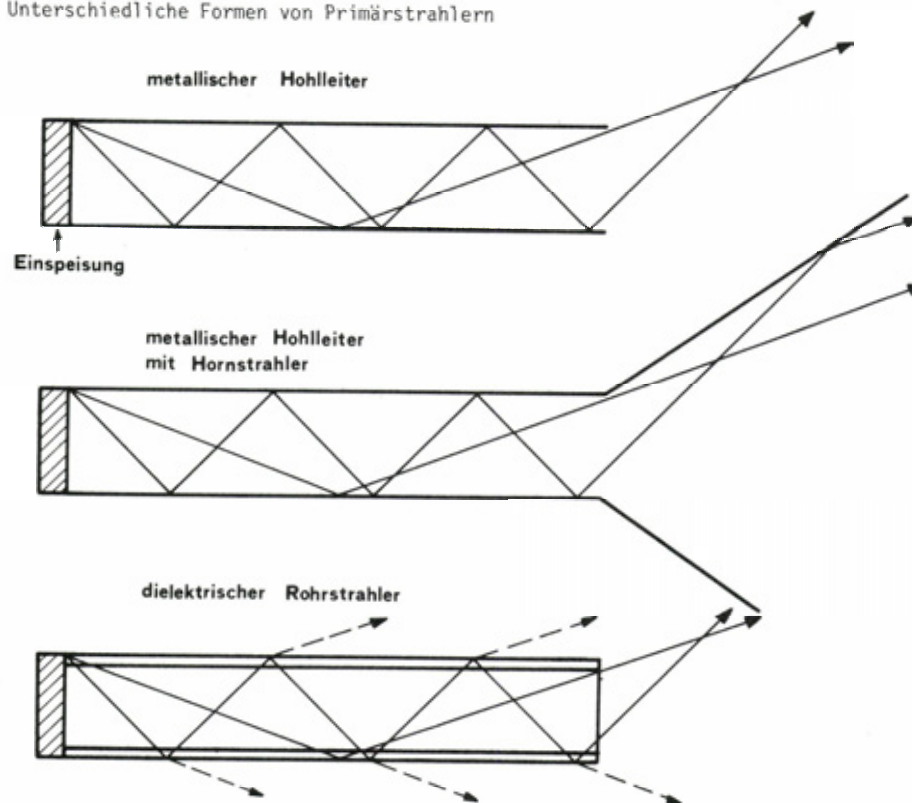 Unterschiedliche Formen von Primärstrahlern
metallischer Hohlleiter
Einspeisung
metallischer Hohlleiter
mit Hornstrahler
dielektrischer Rohrstrahler